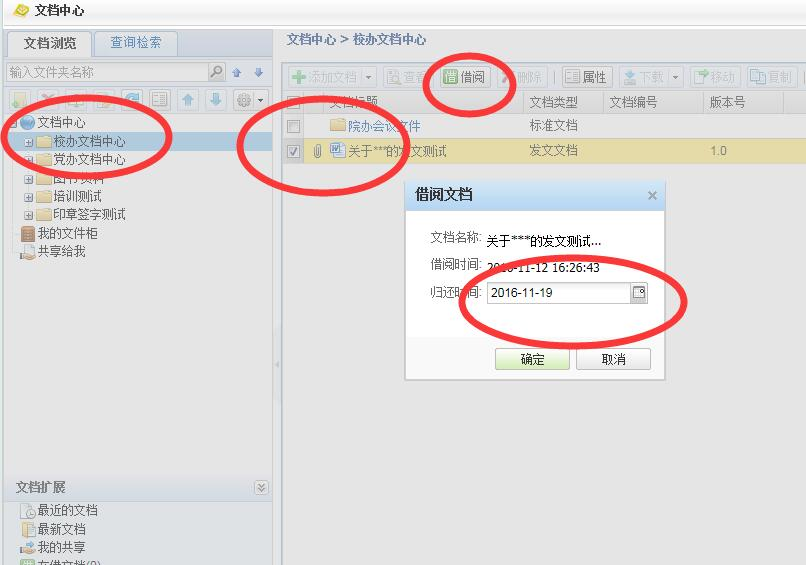 文档中心
文档浏览
查询检索
输入文件夹名称
文档中心
校办文档中心
党办文档中心
图书资料
培训测试
印章签字测试
我的文件柜
共享给我
文档扩展
最近的文档
最新文档
我的共享
文档中心 > 校办文档中心
添加文档 查看 借阅 删除 属性 下载 移动 复制
文档标题 文档类型 文档编号 版本号
院办会议文件 标准文档
关于***的发文测试 发文文档 1.0
借阅文档
文档名称: 关于***的发文测试...
借阅时间: 2016-11-12 16:26:43
归还时间: 2016-11-19
确定 取消